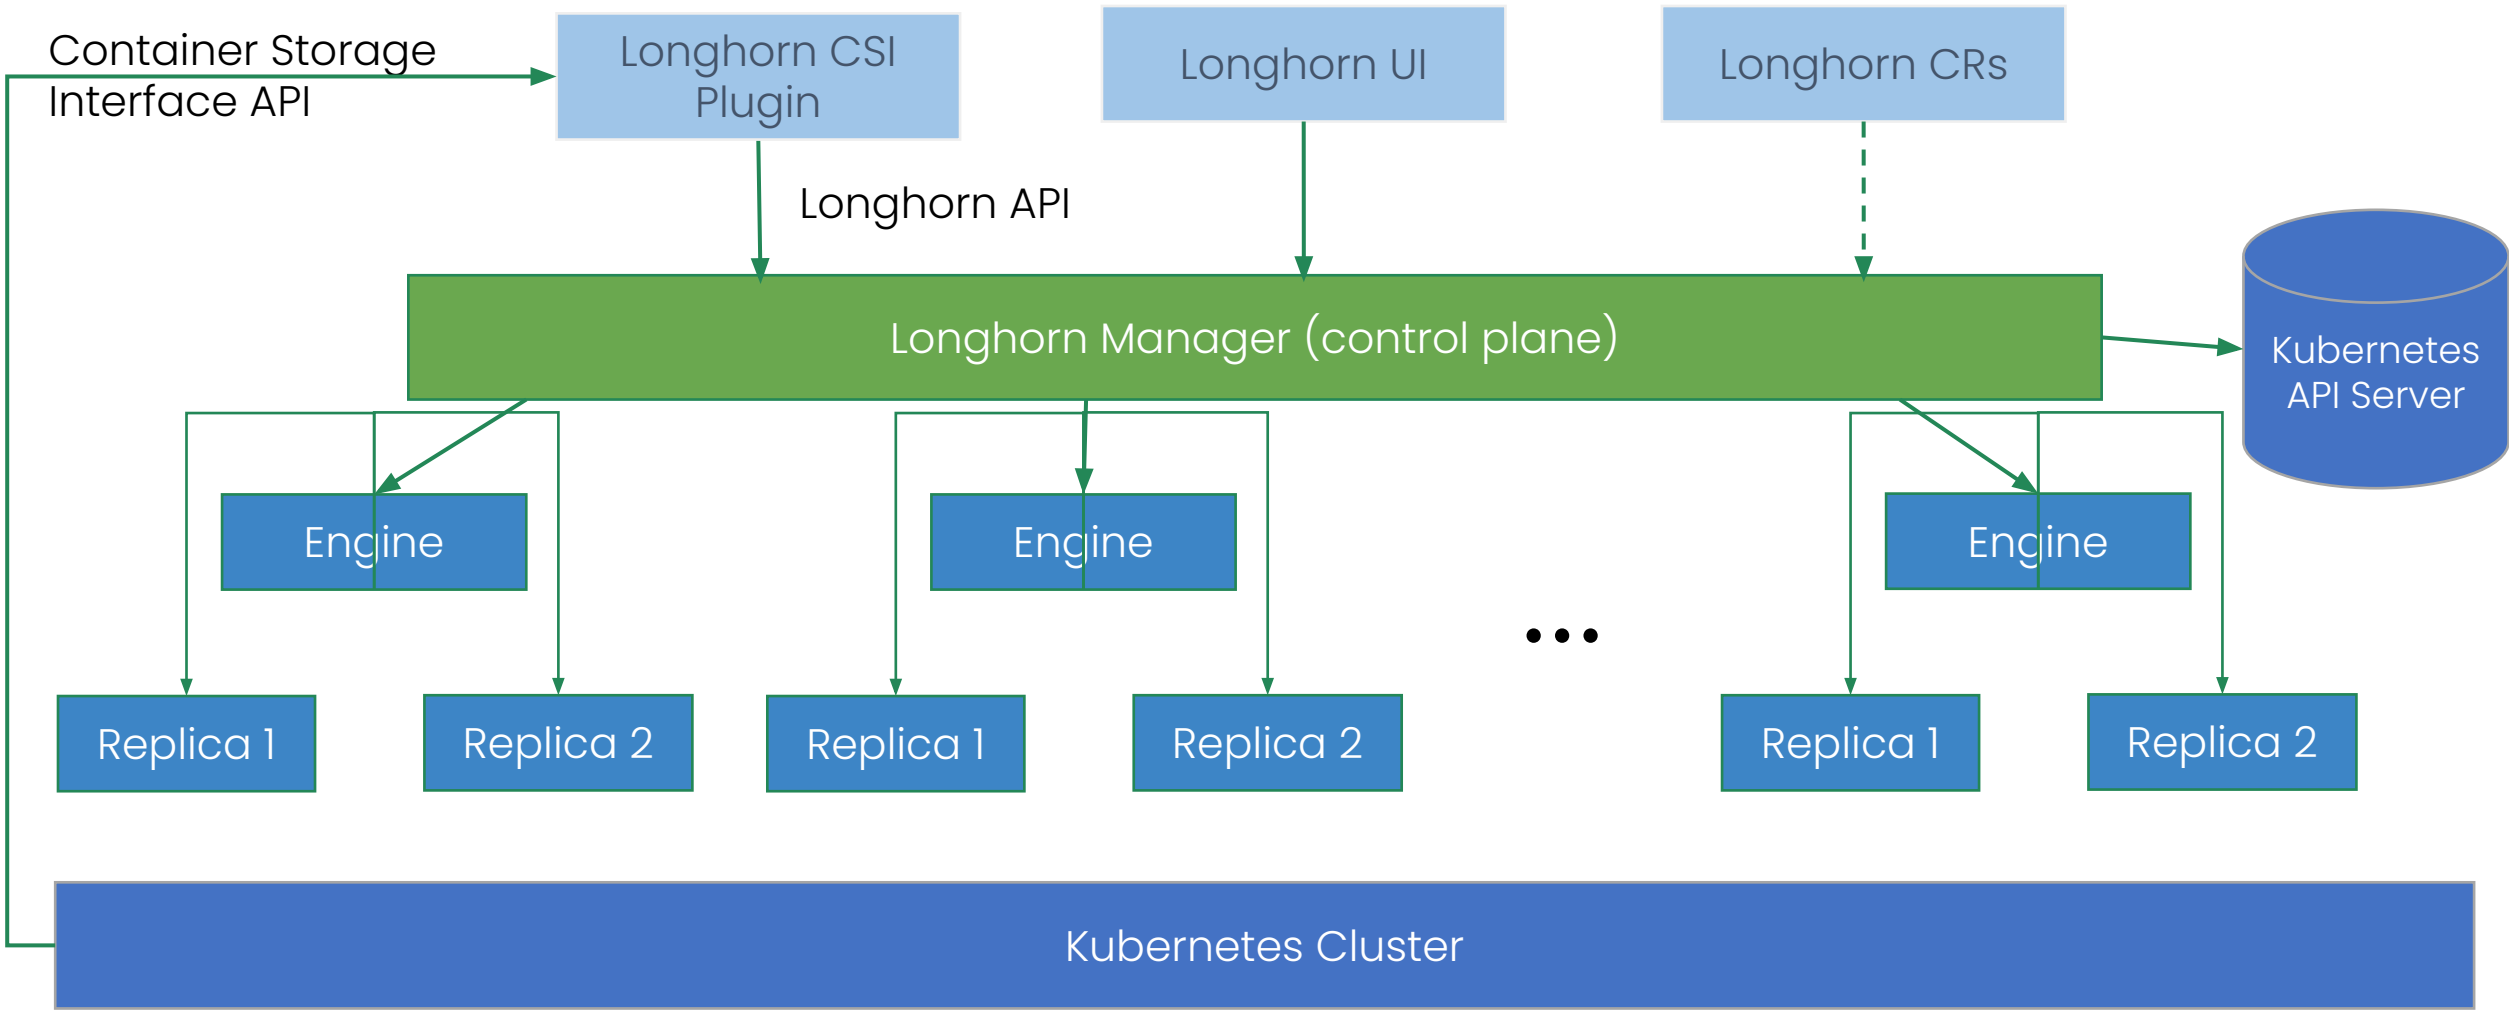 Container Storage
Interface API
Longhorn CSI
Plugin
Longhorn UI
Longhorn CRs
Longhorn API
Longhorn Manager (control plane)
Kubernetes
API Server
Engine
Engine
Engine
...
Replica 1
Replica 2
Replica 1
Replica 2
Replica 1
Replica 2
Kubernetes Cluster